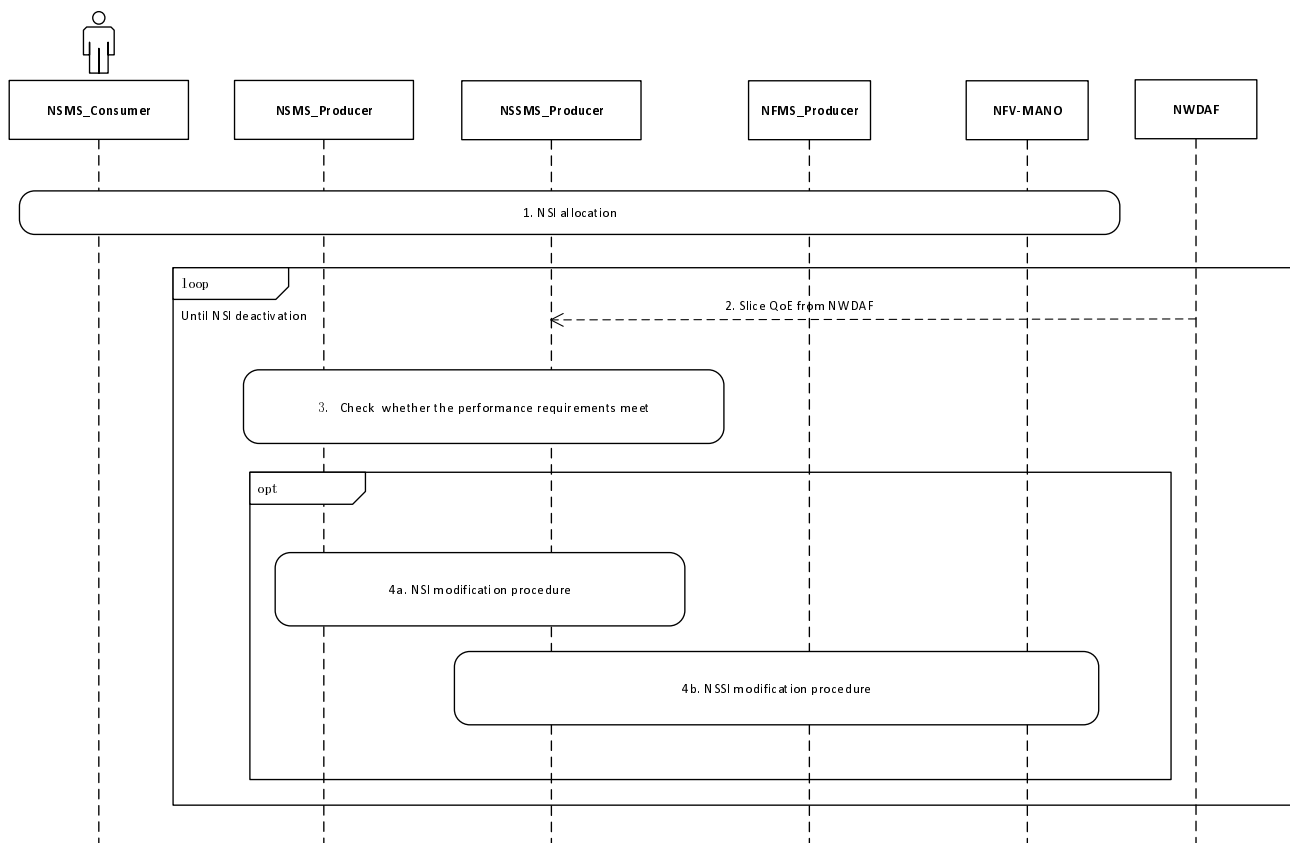 NSMS_Consumer
NSMS_Producer
NSSMS_Producer
NFMS_Producer
NFV-MANO
NWDAF
1. NSI allocation
loop
Until NSI deactivation
2. Slice QoE from NWDAF
3. Check whether the performance requirements meet
opt
4a. NSI modification procedure
4b. NSSI modification procedure